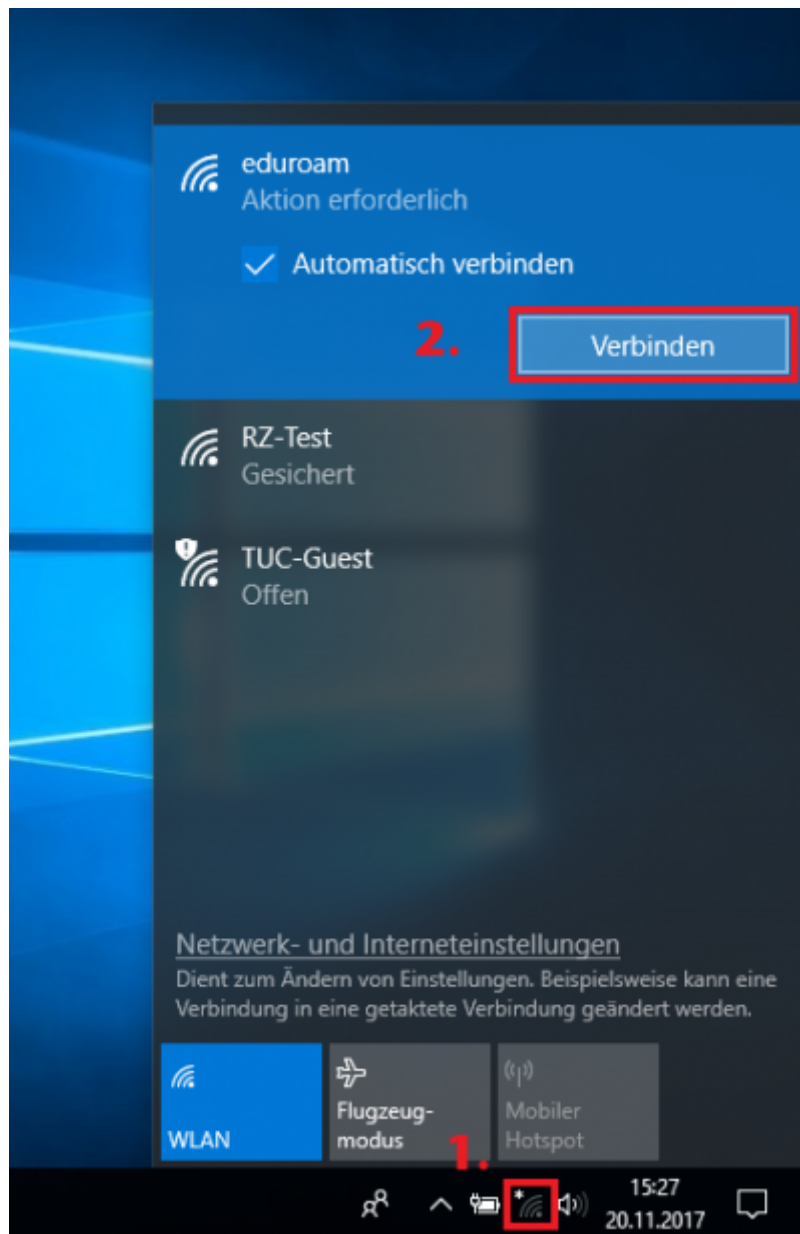 eduroam
Aktion erforderlich
Automatisch verbinden
2.
Verbinden
RZ-Test
Gesichert
TUC-Guest
Offen
Netzwerk- und Interneteinstellungen
Dient zum Ändern von Einstellungen. Beispielsweise kann eine
Verbindung in eine getaktete Verbindung geändert werden.
WLAN
Flugzeug-
modus
Mobiler
Hotspot
1.
15:27
20.11.2017